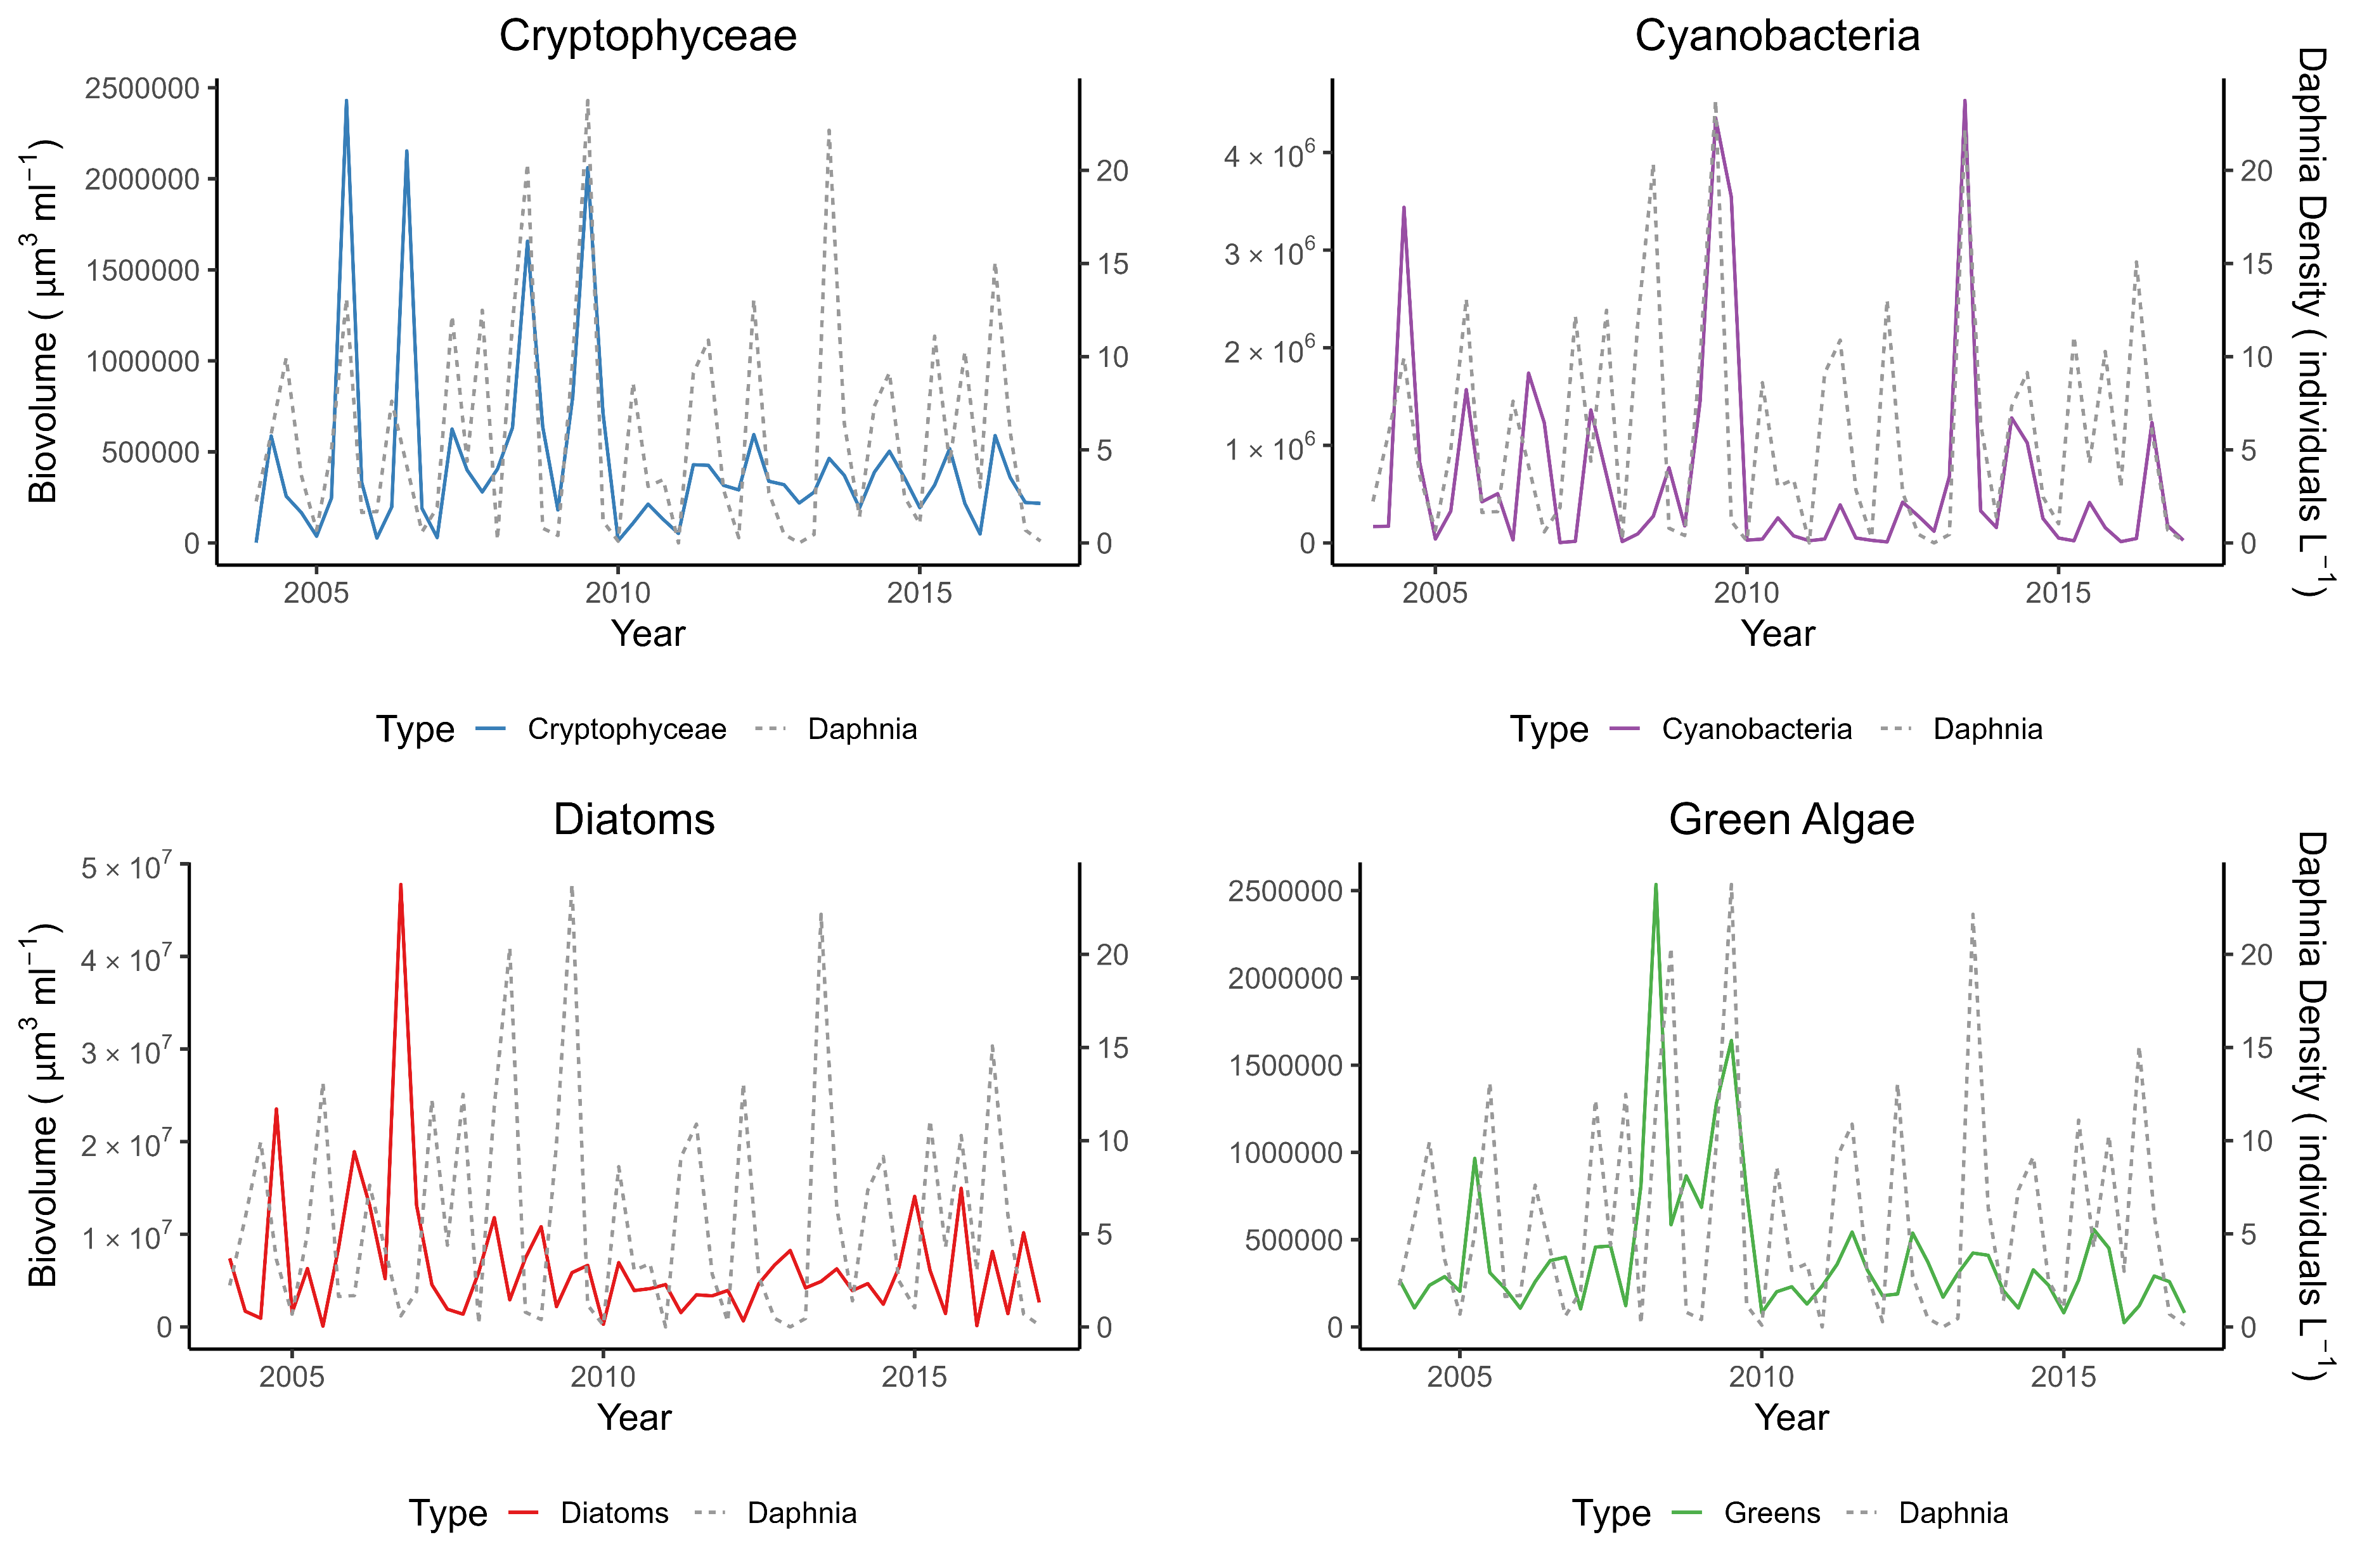 Cryptophyceae
Biovolume ( μm³ ml⁻¹)
2500000
2000000
1500000
1000000
500000
0
20
15
10
5
0
2005 2010 2015
Year
Type Cryptophyceae Daphnia
Cyanobacteria
4 × 10⁶
3 × 10⁶
2 × 10⁶
1 × 10⁶
0
20
15
10
5
0
Daphnia Density ( individuals L⁻¹)
2005 2010 2015
Year
Type Cyanobacteria Daphnia
Diatoms
Biovolume ( μm³ ml⁻¹)
5 × 10⁷
4 × 10⁷
3 × 10⁷
2 × 10⁷
1 × 10⁷
0
20
15
10
5
0
2005 2010 2015
Year
Type Diatoms Daphnia
Green Algae
2500000
2000000
1500000
1000000
500000
0
20
15
10
5
0
Daphnia Density ( individuals L⁻¹)
2005 2010 2015
Year
Type Greens Daphnia